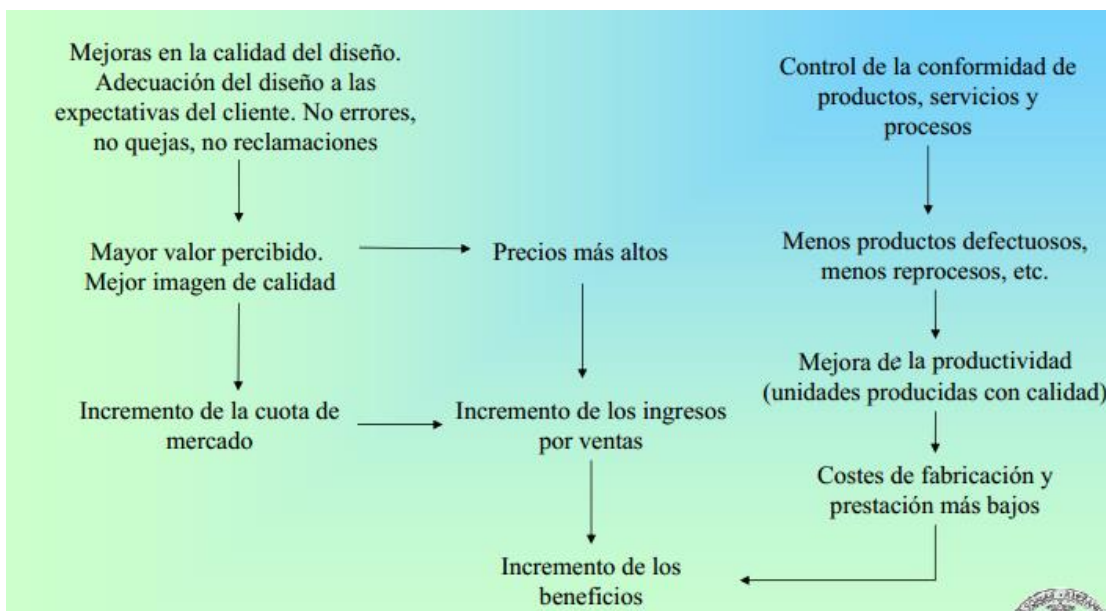 Mejoras en la calidad del diseño.
Adecuación del diseño a las
expectativas del cliente. No errores,
no quejas, no reclamaciones
Control de la conformidad de
productos, servicios y
procesos
Mayor valor percibido.
Mejor imagen de calidad
Precios más altos
Menos productos defectuosos,
menos reprocesos, etc.
Mejora de la productividad
(unidades producidas con calidad)
Incremento de la cuota de
mercado
Incremento de los ingresos
por ventas
Costes de fabricación y
prestación más bajos
Incremento de los
beneficios